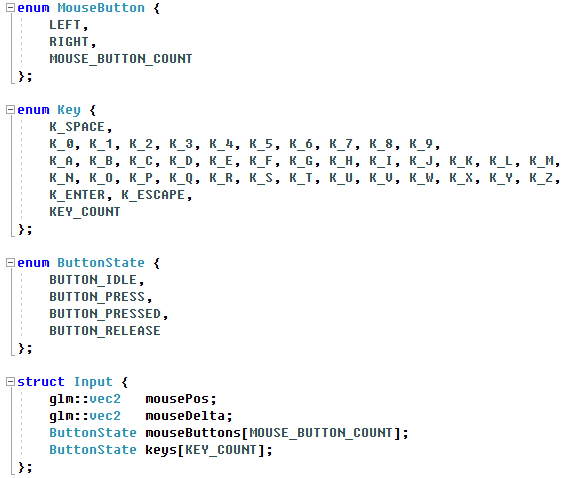 enum MouseButton {
    LEFT,
    RIGHT,
    MOUSE_BUTTON_COUNT
};
enum Key {
    K_SPACE,
    K_0, K_1, K_2, K_3, K_4, K_5, K_6, K_7, K_8, K_9,
    K_A, K_B, K_C, K_D, K_E, K_F, K_G, K_H, K_I, K_J, K_K, K_L, K_M,
    K_N, K_O, K_P, K_Q, K_R, K_S, K_T, K_U, K_V, K_W, K_X, K_Y, K_Z,
    K_ENTER, K_ESCAPE,
    KEY_COUNT
};
enum ButtonState {
    BUTTON_IDLE,
    BUTTON_PRESS,
    BUTTON_PRESSED,
    BUTTON_RELEASE
};
struct Input {
    glm::vec2   mousePos;
    glm::vec2   mouseDelta;
    ButtonState mouseButtons[MOUSE_BUTTON_COUNT];
    ButtonState keys[KEY_COUNT];
};